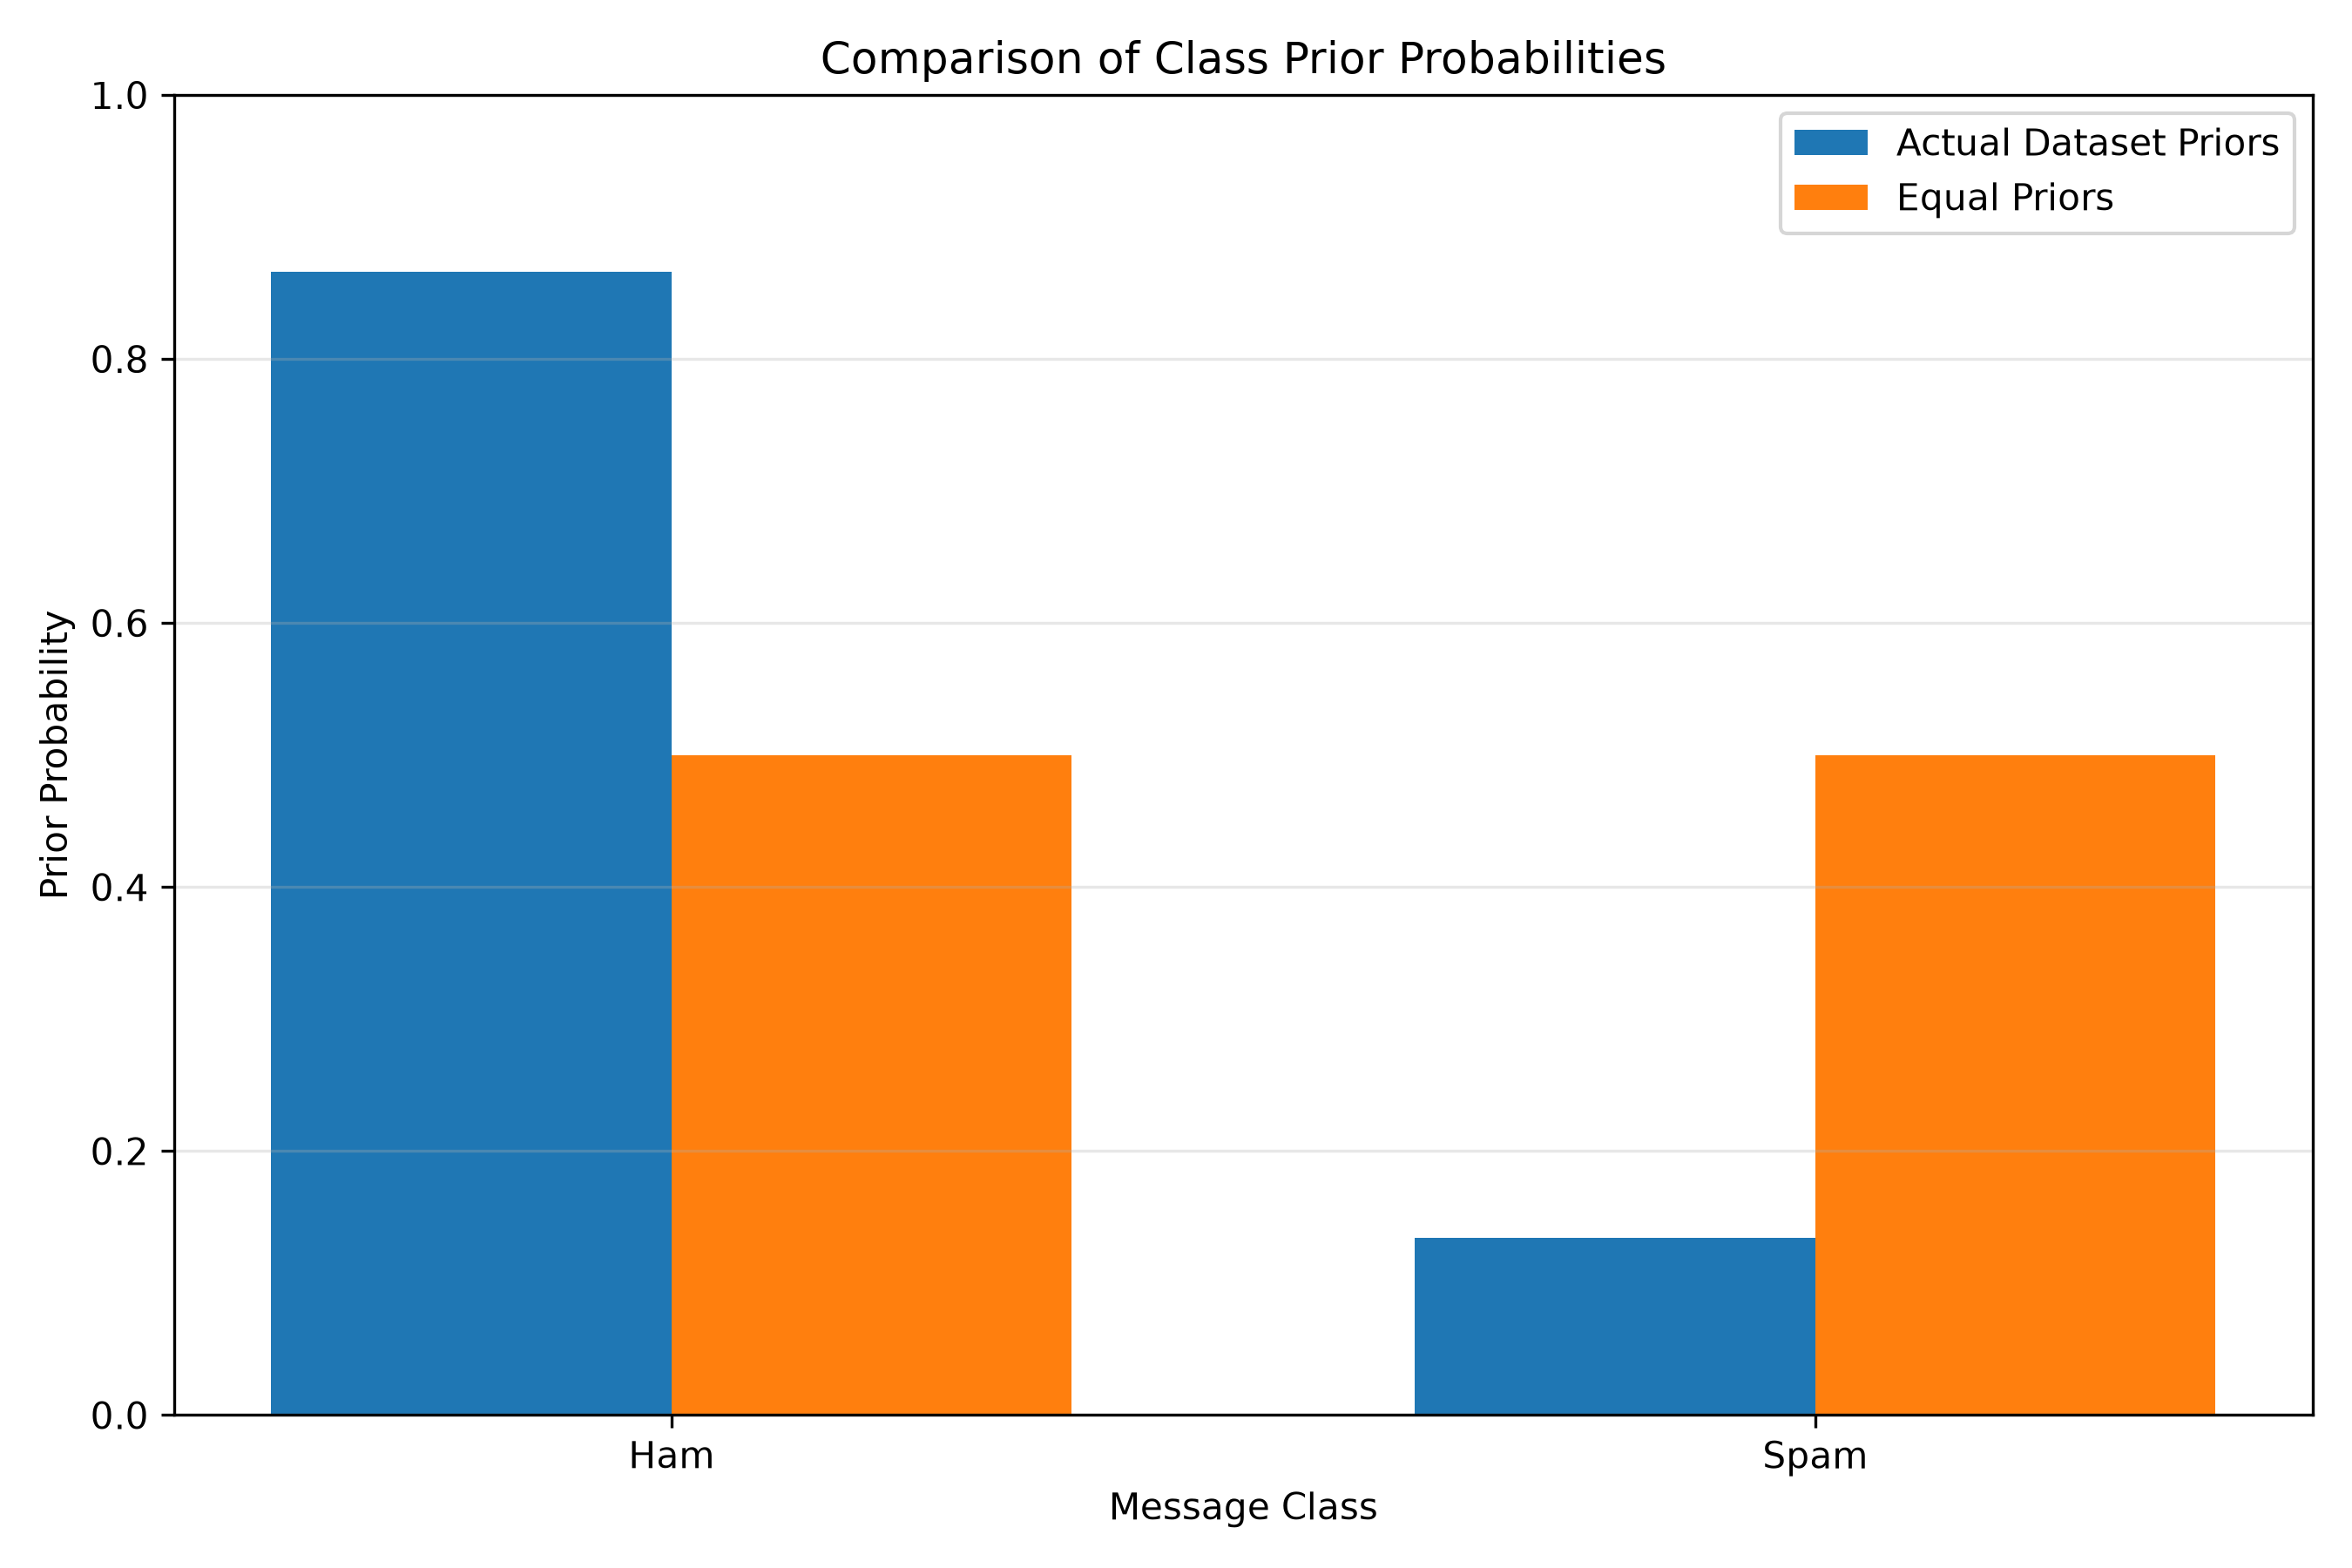 Comparison of Class Prior Probabilities
1.0
0.8
0.6
0.4
0.2
0.0
Prior Probability
Actual Dataset Priors
Equal Priors
Ham
Spam
Message Class